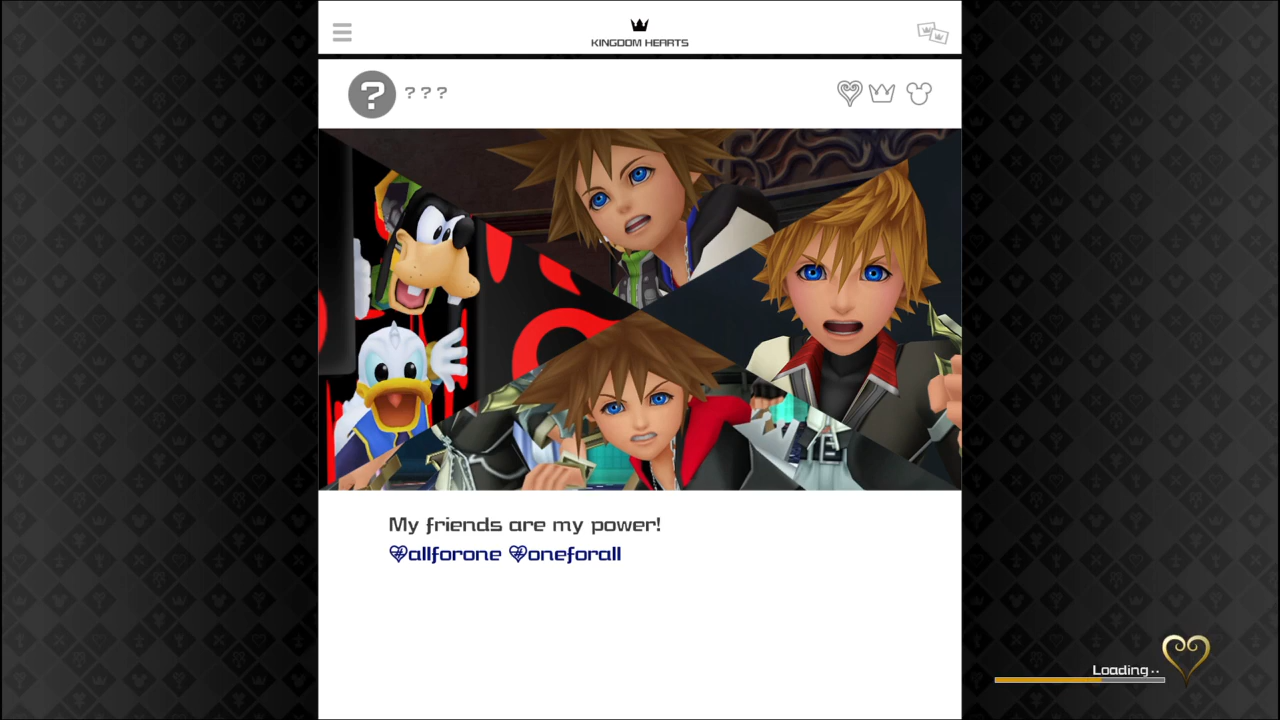 KINGDOM HEARTS
? ? ? ?
My friends are my power!
#allforone #oneforall
Loading..